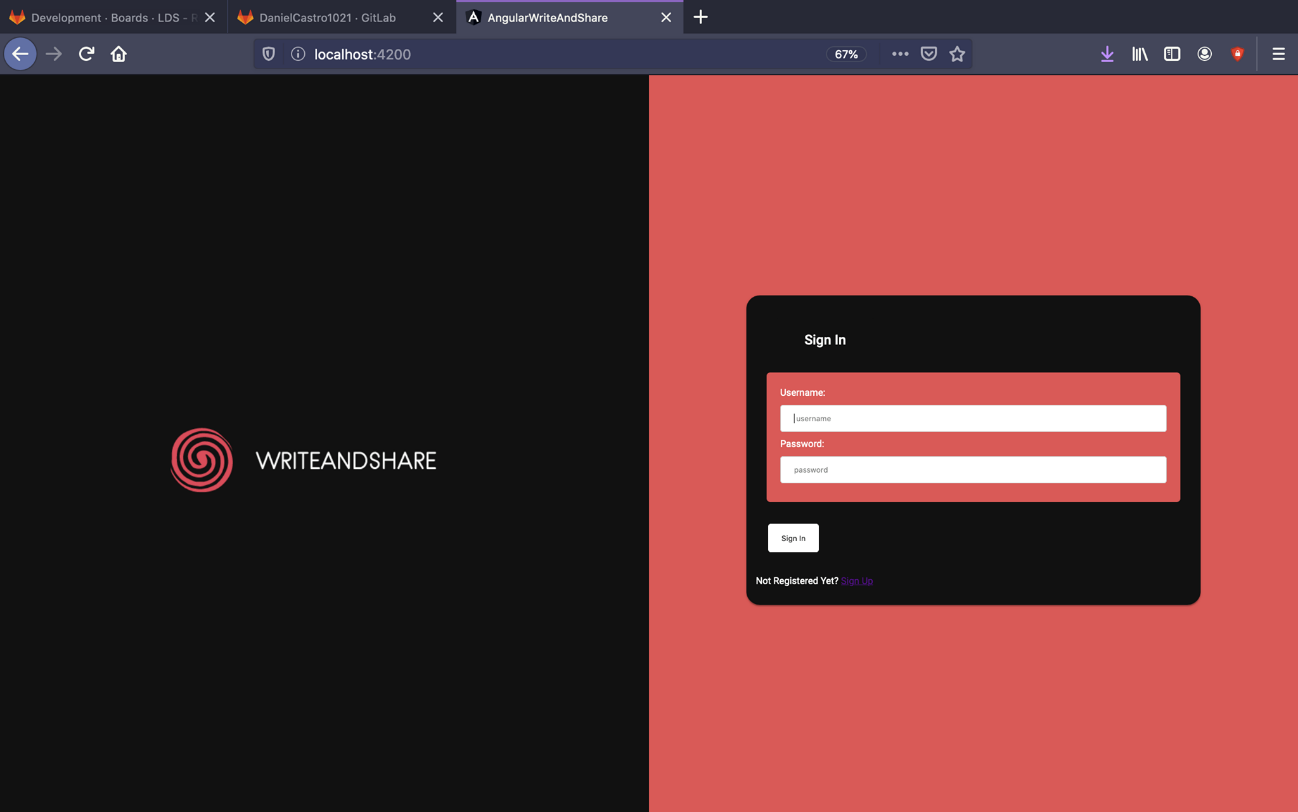 Development · Boards · LDS - R
DanielCastro1021 · GitLab
AngularWriteAndShare
localhost:4200
67%
WRITEANDSHARE
Sign In
Username:
username
Password:
password
Sign In
Not Registered Yet? Sign Up